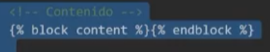 <!-- Contenido -->
{% block content %}{% endblock %}